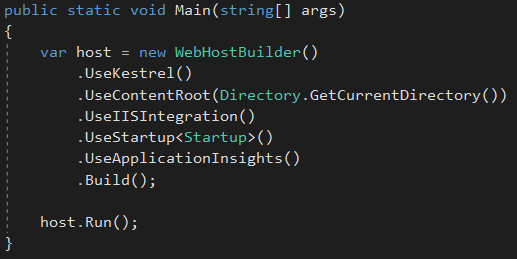 public static void Main(string[] args)
{
    var host = new WebHostBuilder()
        .UseKestrel()
        .UseContentRoot(Directory.GetCurrentDirectory())
        .UseIISIntegration()
        .UseStartup<Startup>()
        .UseApplicationInsights()
        .Build();

    host.Run();
}